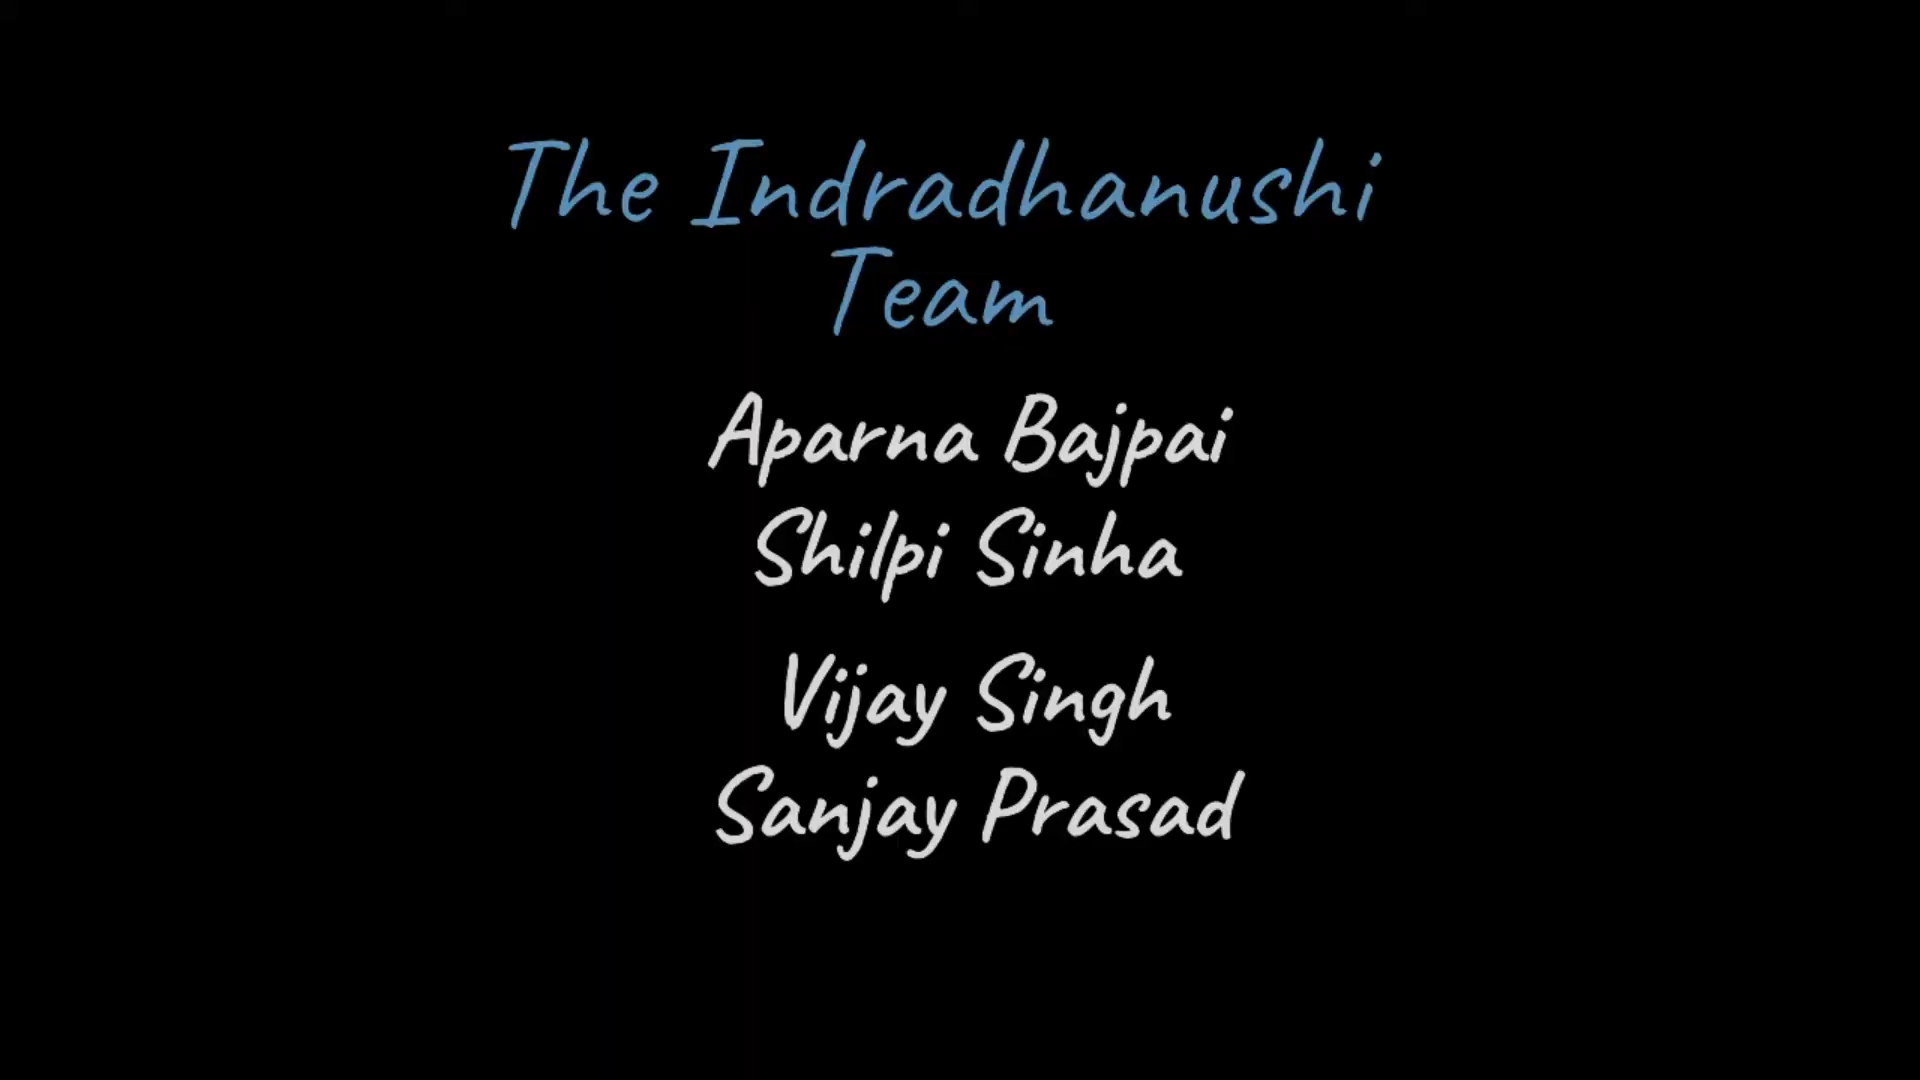 The Indradhanushi
Team
Aparna Bajpai
Shilpi Sinha
Vijay Singh
Sanjay Prasad